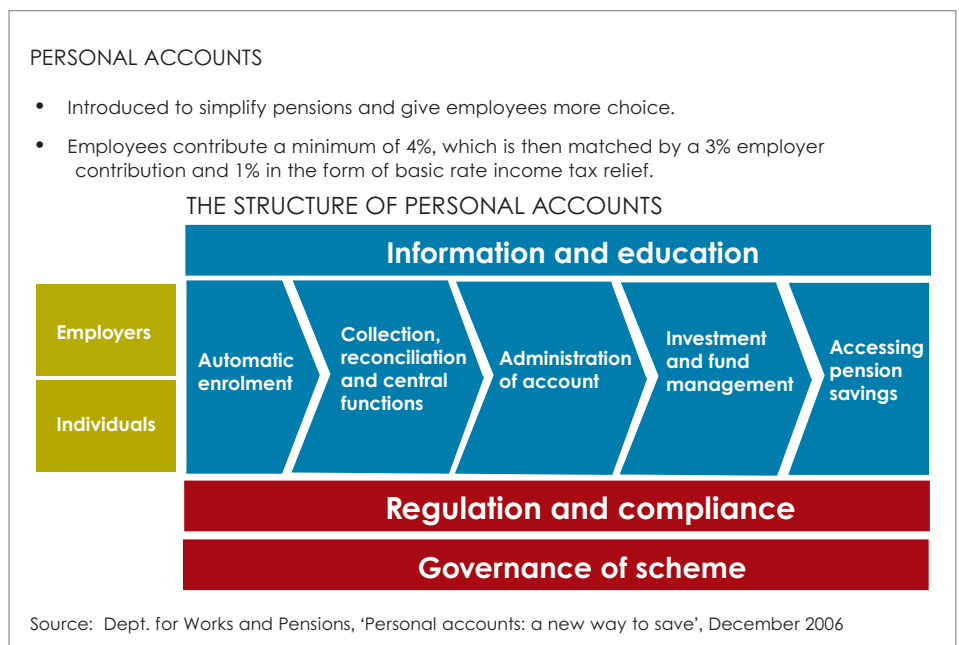 PERSONAL ACCOUNTS
• Introduced to simplify pensions and give employees more choice.
• Employees contribute a minimum of 4%, which is then matched by a 3% employer
contribution and 1% in the form of basic rate income tax relief.
THE STRUCTURE OF PERSONAL ACCOUNTS
Information and education
Employers
Individuals
Automatic
enrolment
Collection,
reconciliation
and central
functions
Administration
of account
Investment
and fund
management
Accessing
pension
savings
Regulation and compliance
Governance of scheme
Source: Dept. for Works and Pensions, ‘Personal accounts: a new way to save’, December 2006